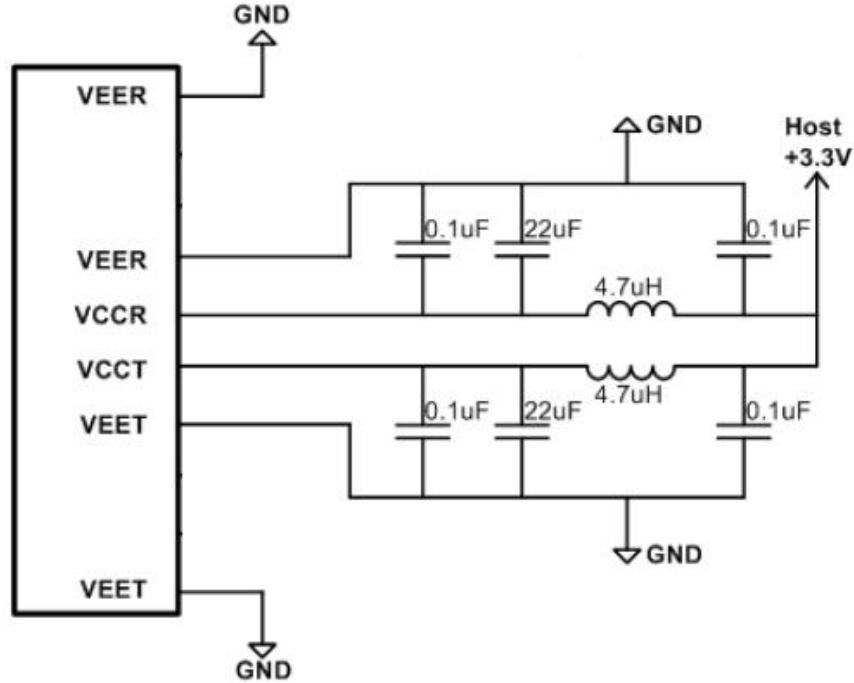 GND
VEER
GND
Host
+3.3V
0.1uF
22uF
0.1uF
VEER
4.7uH
VCCR
VCCT
4.7uH
VEET
0.1uF
22uF
0.1uF
GND
VEET
GND